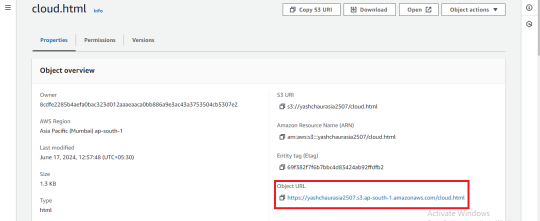 cloud.html Info
Copy S3 URI
Download
Open
Object actions
Properties
Permissions
Versions
Object overview
Owner
8cdfe2285b4aefa0bac323d012aaaeaaca0bb886a9e3ac43a3753504cb5307e2
AWS Region
Asia Pacific (Mumbai) ap-south-1
Last modified
June 17, 2024, 12:57:48 (UTC+05:30)
Size
1.3 KB
Type
html
S3 URI
s3://yashchaurasia2507/cloud.html
Amazon Resource Name (ARN)
arn:aws:s3:::yashchaurasia2507/cloud.html
Entity tag (Etag)
69f382f7f6b7bbc4d83424ab92ffdfb2
Object URL
https://yashchaurasia2507.s3.ap-south-1.amazonaws.com/cloud.html
Activate Windows